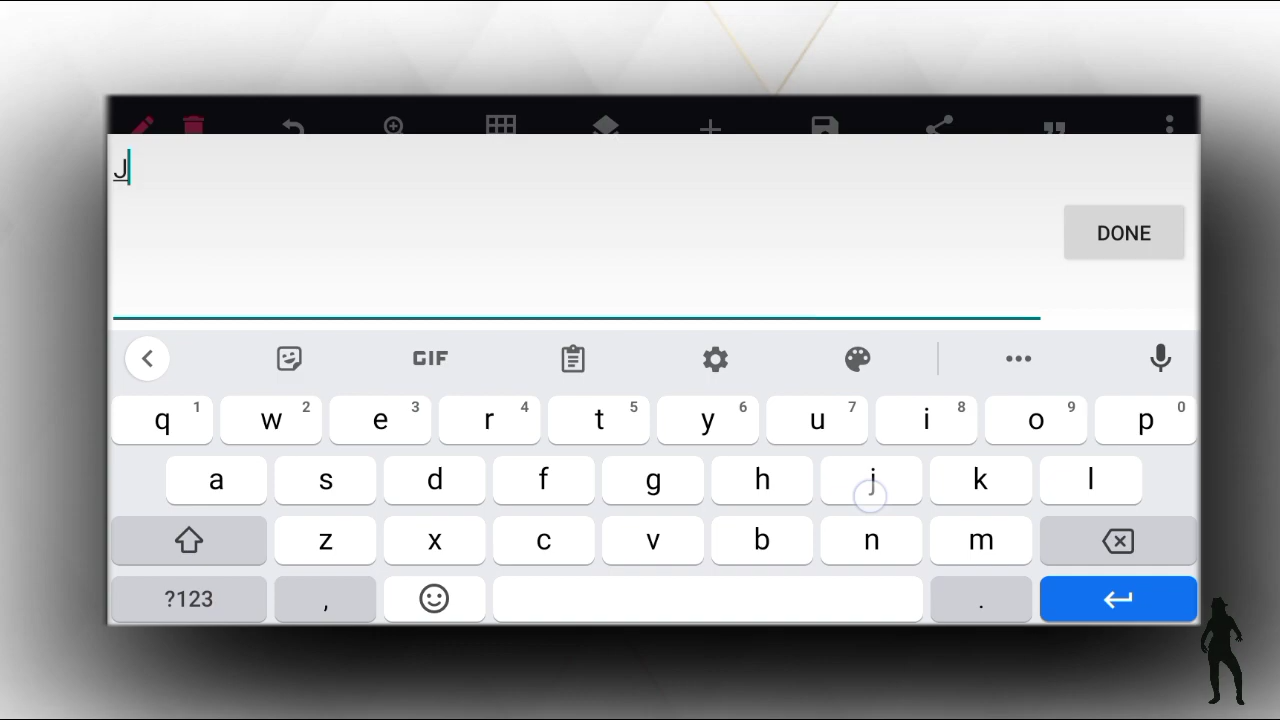 J
DONE
GIF
q 1 w 2 e 3 r 4 t 5 y 6 u 7 i 8 o 9 p 0
a s d f g h j k l
z x c v b n m
?123 , .